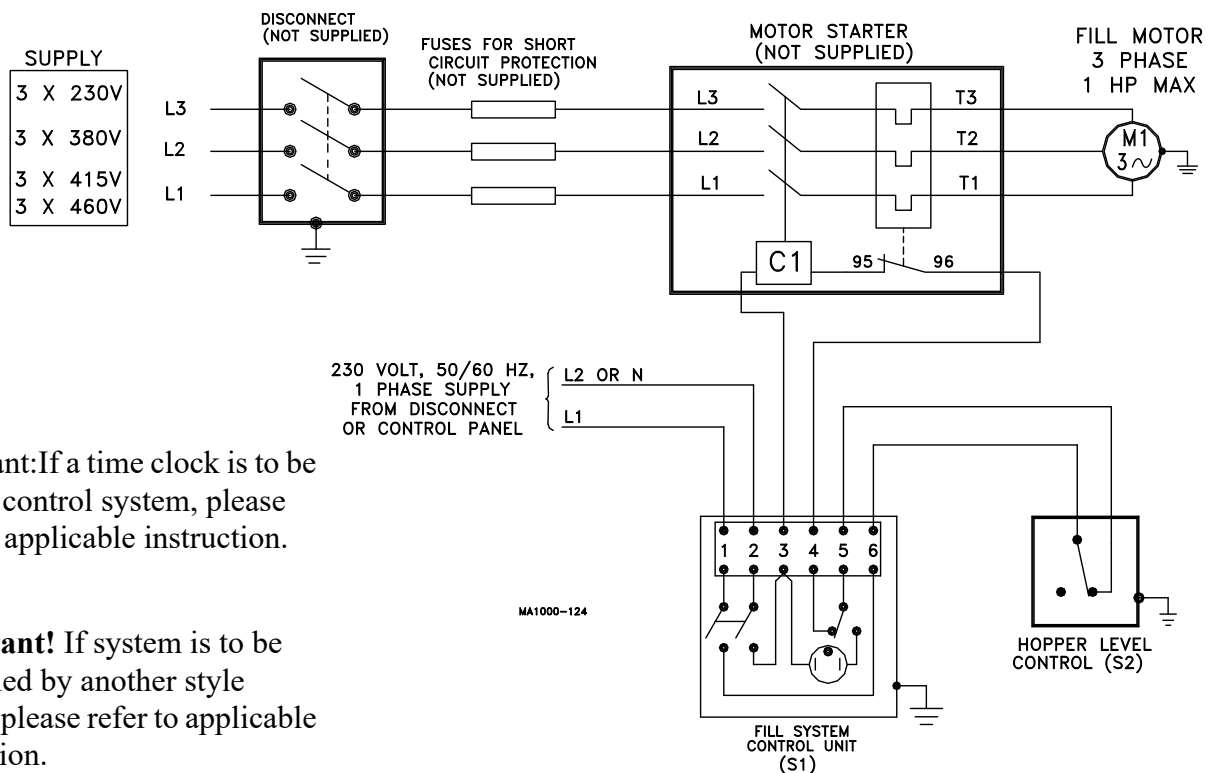 DISCONNECT
(NOT SUPPLIED)
SUPPLY
3 X 230V
3 X 380V
3 X 415V
3 X 460V
L3
L2
L1
FUSES FOR SHORT
CIRCUIT PROTECTION
(NOT SUPPLIED)
MOTOR STARTER
(NOT SUPPLIED)
L3
L2
L1
T3
T2
T1
C1
95
96
FILL MOTOR
3 PHASE
1 HP MAX
M1
3~
230 VOLT, 50/60 HZ,
1 PHASE SUPPLY
FROM DISCONNECT
OR CONTROL PANEL
L2 OR N
L1
ant:If a time clock is to be
control system, please
applicable instruction.
tant! If system is to be
led by another style
please refer to applicable
ion.
MA1000-124
1 2 3 4 5 6
FILL SYSTEM
CONTROL UNIT
(S1)
HOPPER LEVEL
CONTROL (S2)